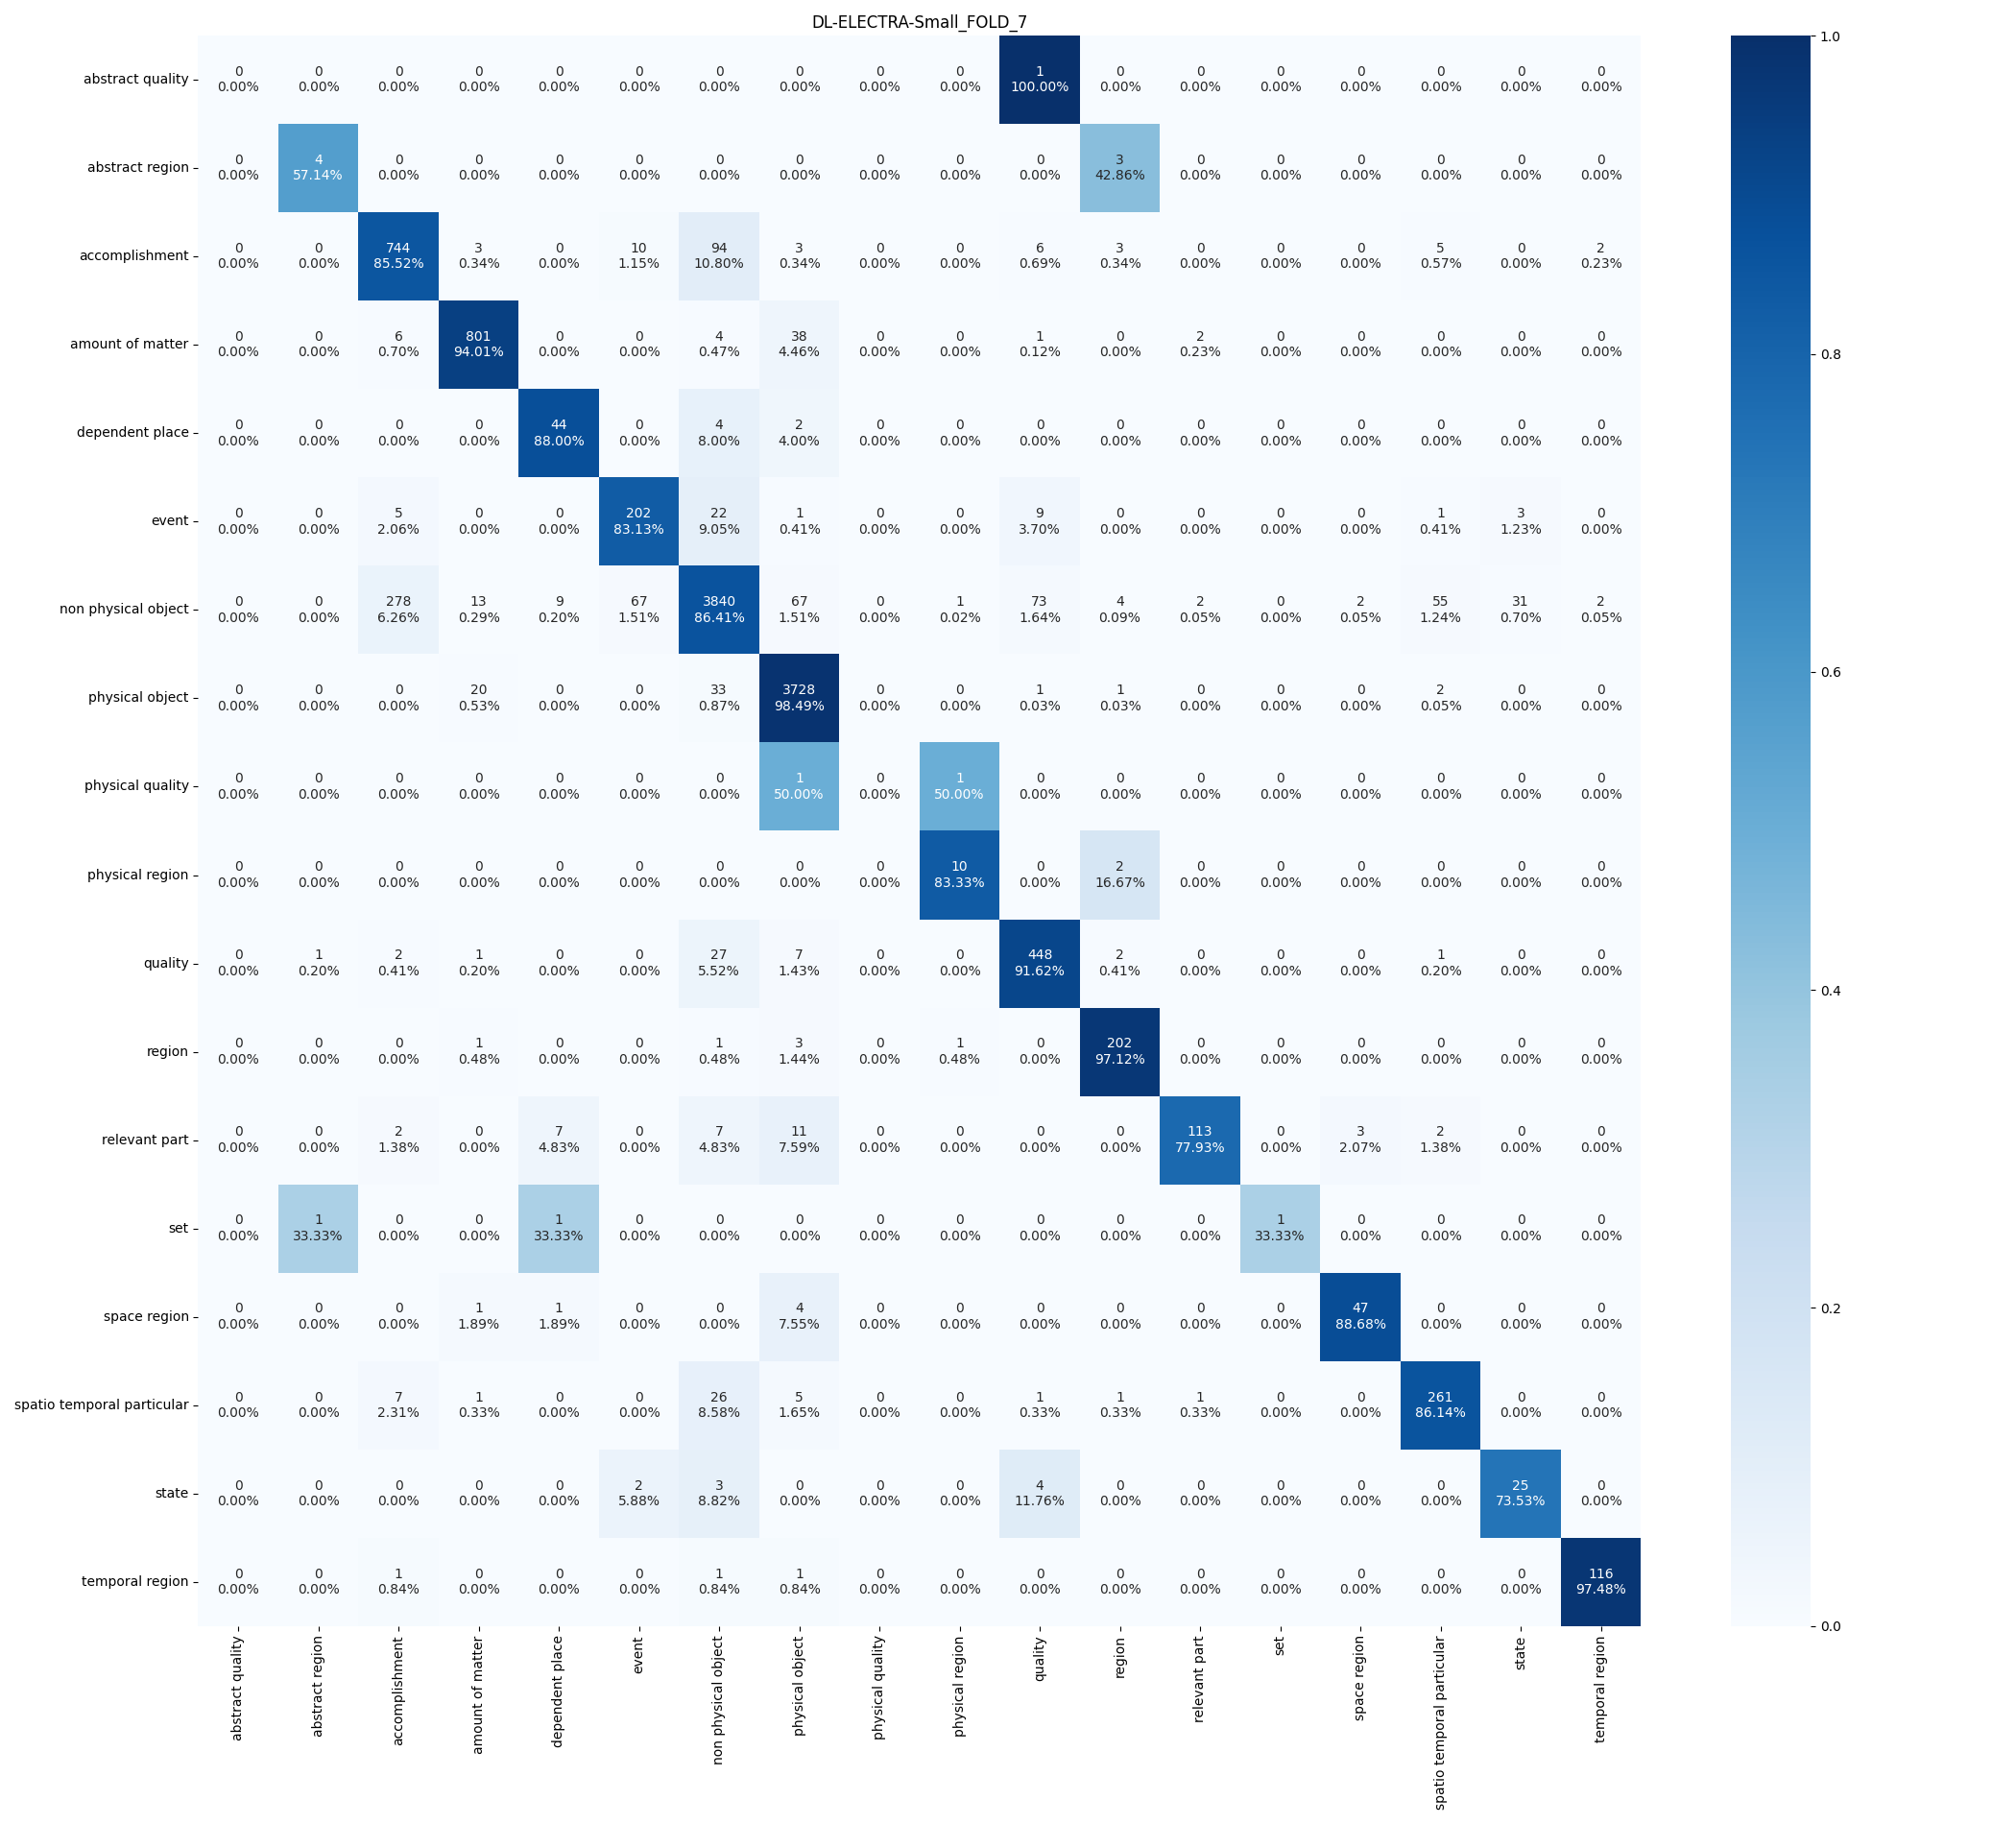 DL-ELECTRA-Small_FOLD_7
abstract quality
0 0 0 0 0 0 0 0 0 0 1 0 0 0 0 0 0 0
0.00% 0.00% 0.00% 0.00% 0.00% 0.00% 0.00% 0.00% 0.00% 0.00% 100.00% 0.00% 0.00% 0.00% 0.00% 0.00% 0.00% 0.00%
abstract region
0 4 0 0 0 0 0 0 0 0 0 3 0 0 0 0 0 0
0.00% 57.14% 0.00% 0.00% 0.00% 0.00% 0.00% 0.00% 0.00% 0.00% 0.00% 42.86% 0.00% 0.00% 0.00% 0.00% 0.00% 0.00%
accomplishment
0 0 744 3 0 10 94 3 0 0 6 3 0 0 0 5 0 2
0.00% 0.00% 85.52% 0.34% 0.00% 1.15% 10.80% 0.34% 0.00% 0.00% 0.69% 0.34% 0.00% 0.00% 0.00% 0.57% 0.00% 0.23%
amount of matter
0 0 6 801 0 0 4 38 0 0 1 0 2 0 0 0 0 0
0.00% 0.00% 0.70% 94.01% 0.00% 0.00% 0.47% 4.46% 0.00% 0.00% 0.12% 0.00% 0.23% 0.00% 0.00% 0.00% 0.00% 0.00%
dependent place
0 0 0 0 44 0 4 2 0 0 0 0 0 0 0 0 0 0
0.00% 0.00% 0.00% 0.00% 88.00% 0.00% 8.00% 4.00% 0.00% 0.00% 0.00% 0.00% 0.00% 0.00% 0.00% 0.00% 0.00% 0.00%
event
0 0 5 0 0 202 22 1 0 0 9 0 0 0 0 1 3 0
0.00% 0.00% 2.06% 0.00% 0.00% 83.13% 9.05% 0.41% 0.00% 0.00% 3.70% 0.00% 0.00% 0.00% 0.00% 0.41% 1.23% 0.00%
non physical object
0 0 278 13 9 67 3840 67 0 1 73 4 2 0 2 55 31 2
0.00% 0.00% 6.26% 0.29% 0.20% 1.51% 86.41% 1.51% 0.00% 0.02% 1.64% 0.09% 0.05% 0.00% 0.05% 1.24% 0.70% 0.05%
physical object
0 0 0 20 0 0 33 3728 0 0 1 1 0 0 0 2 0 0
0.00% 0.00% 0.00% 0.53% 0.00% 0.00% 0.87% 98.49% 0.00% 0.00% 0.03% 0.03% 0.00% 0.00% 0.00% 0.05% 0.00% 0.00%
physical quality
0 0 0 0 0 0 0 1 0 1 0 0 0 0 0 0 0 0
0.00% 0.00% 0.00% 0.00% 0.00% 0.00% 0.00% 50.00% 0.00% 50.00% 0.00% 0.00% 0.00% 0.00% 0.00% 0.00% 0.00% 0.00%
physical region
0 0 0 0 0 0 0 0 0 10 0 2 0 0 0 0 0 0
0.00% 0.00% 0.00% 0.00% 0.00% 0.00% 0.00% 0.00% 0.00% 83.33% 0.00% 16.67% 0.00% 0.00% 0.00% 0.00% 0.00% 0.00%
quality
0 1 2 1 0 0 27 7 0 0 448 2 0 0 0 1 0 0
0.00% 0.20% 0.41% 0.20% 0.00% 0.00% 5.52% 1.43% 0.00% 0.00% 91.62% 0.41% 0.00% 0.00% 0.00% 0.20% 0.00% 0.00%
region
0 0 0 1 0 0 1 3 0 1 0 202 0 0 0 0 0 0
0.00% 0.00% 0.00% 0.48% 0.00% 0.00% 0.48% 1.44% 0.00% 0.48% 0.00% 97.12% 0.00% 0.00% 0.00% 0.00% 0.00% 0.00%
relevant part
0 0 2 0 7 0 7 11 0 0 0 0 113 0 3 2 0 0
0.00% 0.00% 1.38% 0.00% 4.83% 0.00% 4.83% 7.59% 0.00% 0.00% 0.00% 0.00% 77.93% 0.00% 2.07% 1.38% 0.00% 0.00%
set
0 1 0 0 1 0 0 0 0 0 0 0 0 1 0 0 0 0
0.00% 33.33% 0.00% 0.00% 33.33% 0.00% 0.00% 0.00% 0.00% 0.00% 0.00% 0.00% 0.00% 33.33% 0.00% 0.00% 0.00% 0.00%
space region
0 0 0 1 1 0 0 4 0 0 0 0 0 0 47 0 0 0
0.00% 0.00% 0.00% 1.89% 1.89% 0.00% 0.00% 7.55% 0.00% 0.00% 0.00% 0.00% 0.00% 0.00% 88.68% 0.00% 0.00% 0.00%
spatio temporal particular
0 0 7 1 0 0 26 5 0 0 1 1 1 0 0 261 0 0
0.00% 0.00% 2.31% 0.33% 0.00% 0.00% 8.58% 1.65% 0.00% 0.00% 0.33% 0.33% 0.33% 0.00% 0.00% 86.14% 0.00% 0.00%
state
0 0 0 0 0 2 3 0 0 0 4 0 0 0 0 0 25 0
0.00% 0.00% 0.00% 0.00% 0.00% 5.88% 8.82% 0.00% 0.00% 0.00% 11.76% 0.00% 0.00% 0.00% 0.00% 0.00% 73.53% 0.00%
temporal region
0 0 1 0 0 0 1 1 0 0 0 0 0 0 0 0 0 116
0.00% 0.00% 0.84% 0.00% 0.00% 0.00% 0.84% 0.84% 0.00% 0.00% 0.00% 0.00% 0.00% 0.00% 0.00% 0.00% 0.00% 97.48%
abstract quality
abstract region
accomplishment
amount of matter
dependent place
event
non physical object
physical object
physical quality
physical region
quality
region
relevant part
set
space region
spatio temporal particular
state
temporal region
1.0
0.8
0.6
0.4
0.2
0.0